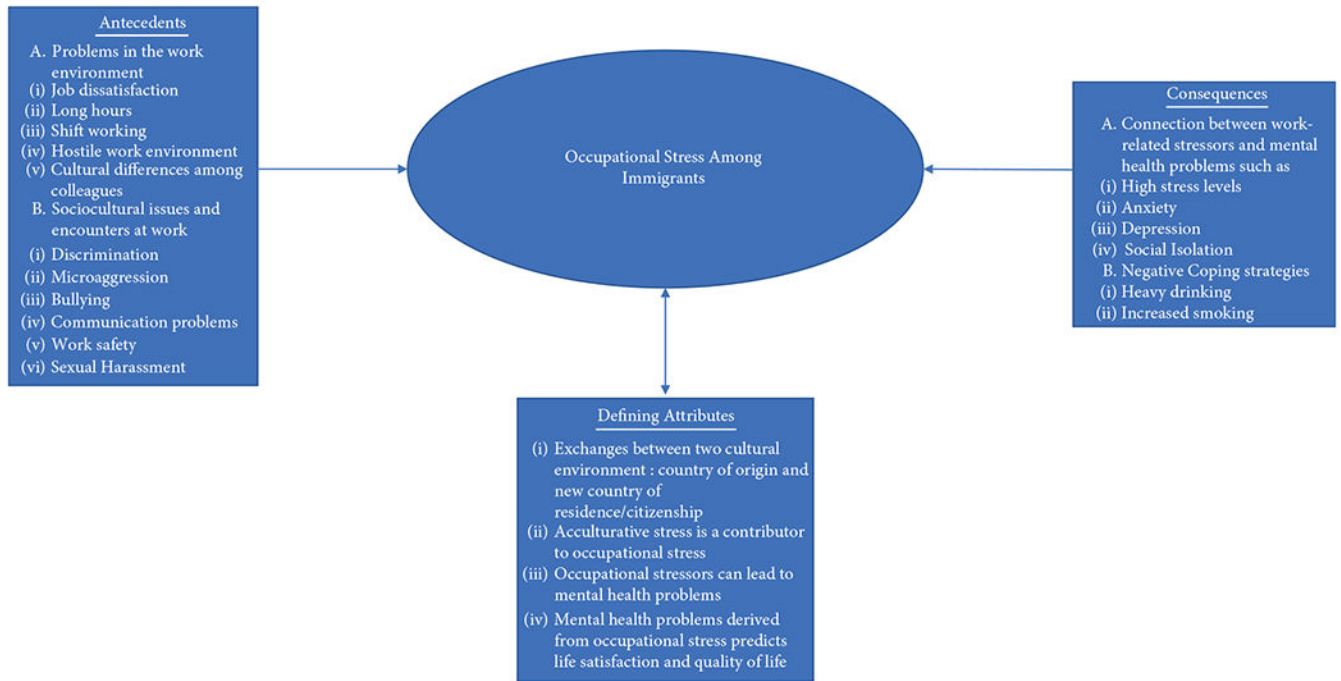 Antecedents
A. Problems in the work
environment
(i) Job dissatisfaction
(ii) Long hours
(iii) Shift working
(iv) Hostile work environment
(v) Cultural differences among
colleagues
B. Sociocultural issues and
encounters at work
(i) Discrimination
(ii) Microaggression
(iii) Bullying
(iv) Communication problems
(v) Work safety
(vi) Sexual Harassment
Occupational Stress Among
Immigrants
Consequences
A. Connection between work-
related stressors and mental
health problems such as
(i) High stress levels
(ii) Anxiety
(iii) Depression
(iv) Social Isolation
B. Negative Coping strategies
(i) Heavy drinking
(ii) Increased smoking
Defining Attributes
(i) Exchanges between two cultural
environment : country of origin and
new country of
residence/citizenship
(ii) Acculturative stress is a contributor
to occupational stress
(iii) Occupational stressors can lead to
mental health problems
(iv) Mental health problems derived
from occupational stress predicts
life satisfaction and quality of life